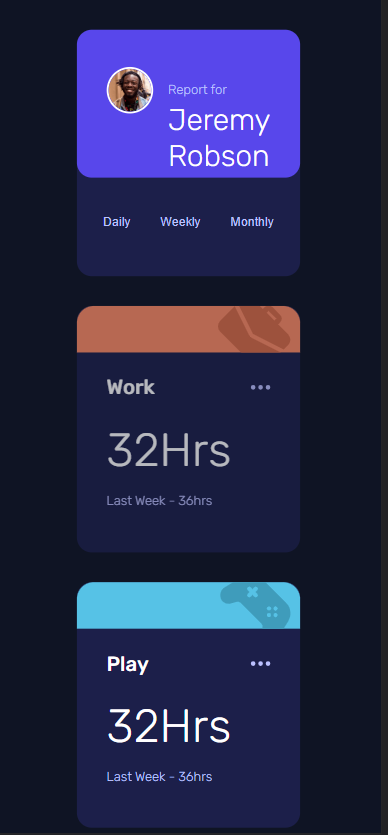 Report for
Jeremy
Robson
Daily Weekly Monthly
Work
32Hrs
Last Week - 36hrs
Play
32Hrs
Last Week - 36hrs